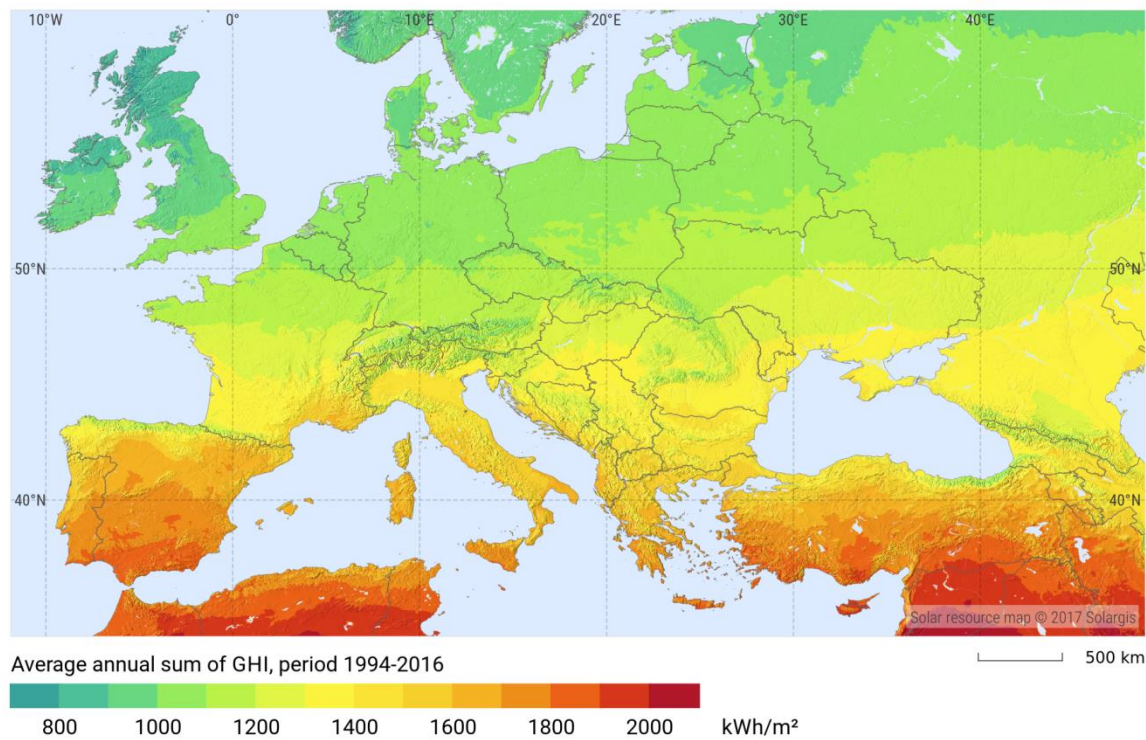 10°W 0° 10°E 20°E 30°E 40°E
50°N 50°N
40°N 40°N
Solar resource map © 2017 Solargis
Average annual sum of GHI, period 1994-2016
500 km
800 1000 1200 1400 1600 1800 2000 kWh/m²